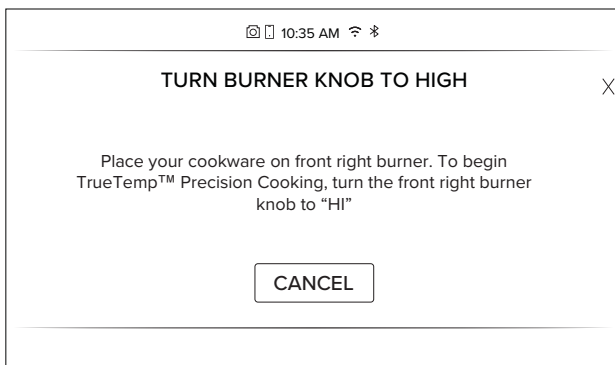 10:35 AM
TURN BURNER KNOB TO HIGH
X
Place your cookware on front right burner. To begin
TrueTemp™ Precision Cooking, turn the front right burner
knob to “HI”
CANCEL